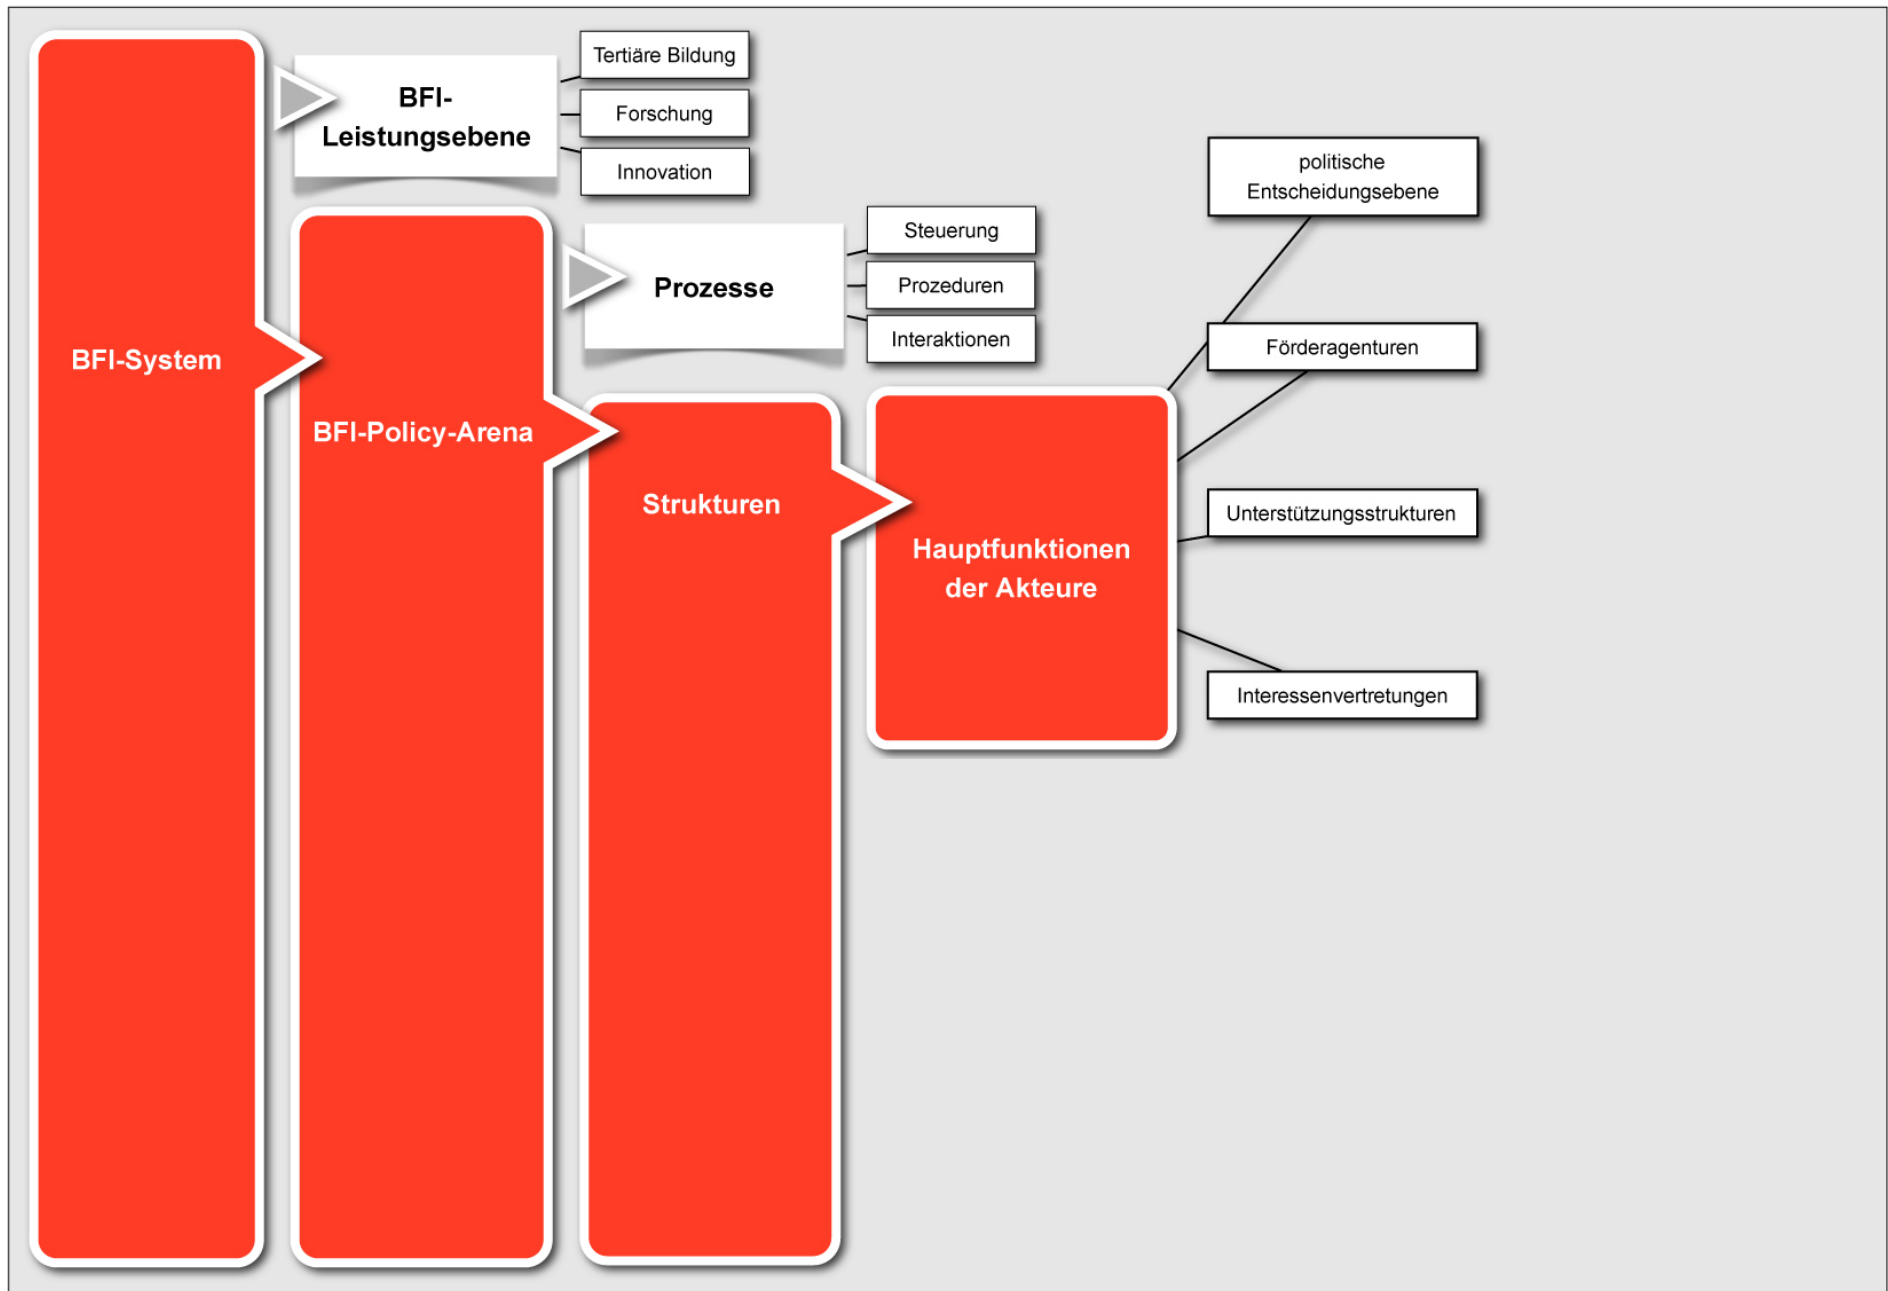 BFI-System
BFI-
Leistungsebene
Tertiäre Bildung
Forschung
Innovation
BFI-Policy-Arena
Prozesse
Steuerung
Prozeduren
Interaktionen
Strukturen
Hauptfunktionen
der Akteure
politische
Entscheidungsebene
Förderagenturen
Unterstützungsstrukturen
Interessenvertretungen